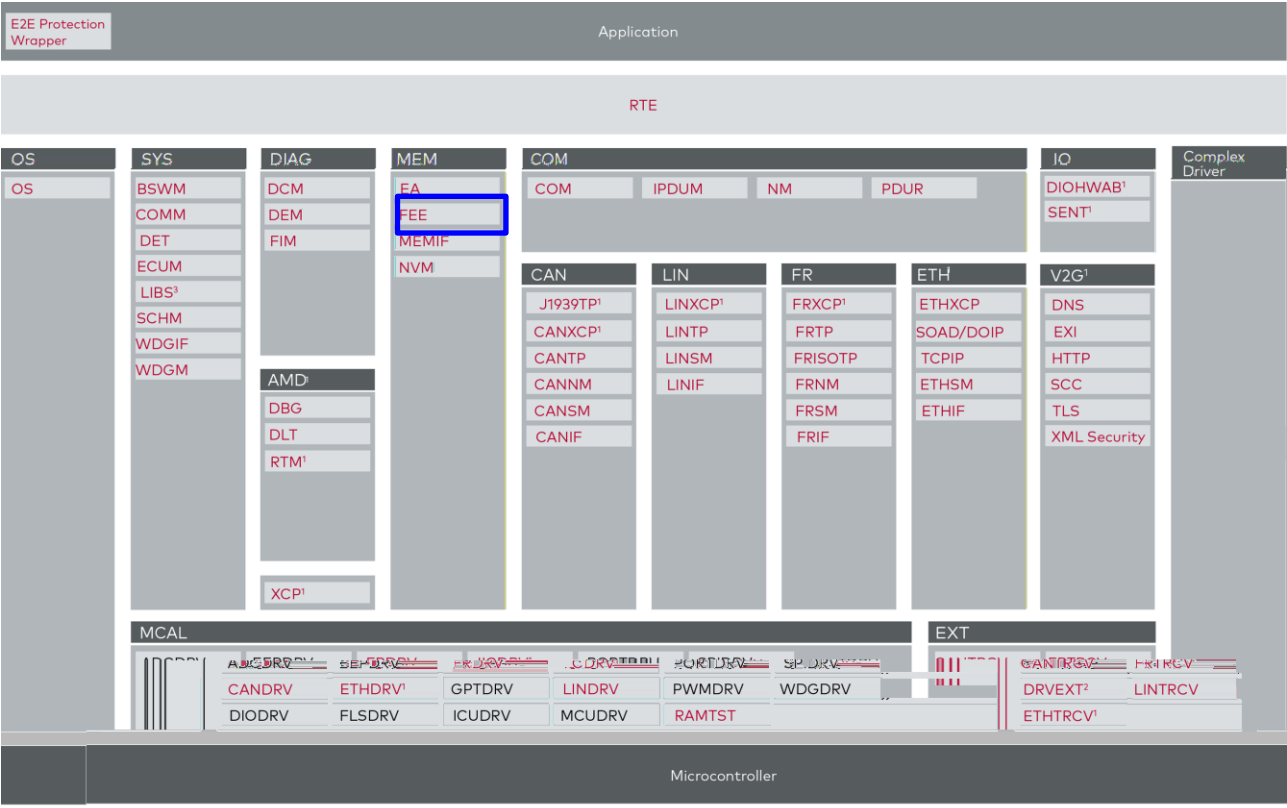 E2E Protection
Wrapper
Application
RTE
OS
OS
SYS
BSWM
COMM
DET
ECUM
LIBS³
SCHM
WDGIF
WDGM
DIAG
DCM
DEM
FIM
AMD¹
DBG
DLT
RTM¹
XCP¹
MEM
EA
FEE
MEMIF
NVM
COM
COM IPDUM NM PDUR
CAN
J1939TP¹
CANXCP¹
CANTP
CANNM
CANSM
CANIF
LIN
LINXCP¹
LINTP
LINSM
LINIF
FR
FRXCP¹
FRTP
FRISOTP
FRNM
FRSM
FRIF
ETH
ETHXCP
SOAD/DOIP
TCPIP
ETHSM
ETHIF
IO
DIOHWAB¹
SENT¹
V2G¹
DNS
EXI
HTTP
SCC
TLS
XML Security
Complex
Driver
MCAL
CANDRV ETHDRV¹ GPTDRV LINDRV PWMDRV WDGDRV
DIODRV FLSDRV ICUDRV MCUDRV RAMTST
EXT
DRVEXT² LINTRCV
ETHTRCV¹
Microcontroller